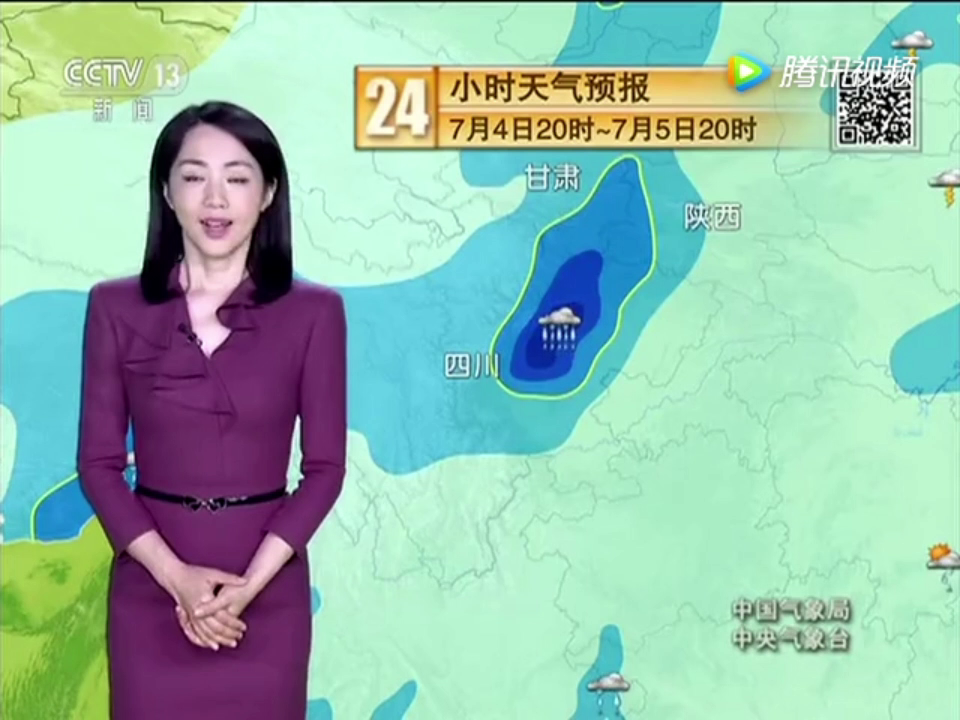 CCTV 13
新闻
腾讯视频
24
小时天气预报
7月4日20时~7月5日20时
甘肃
陕西
四川
中国气象局
中央气象台